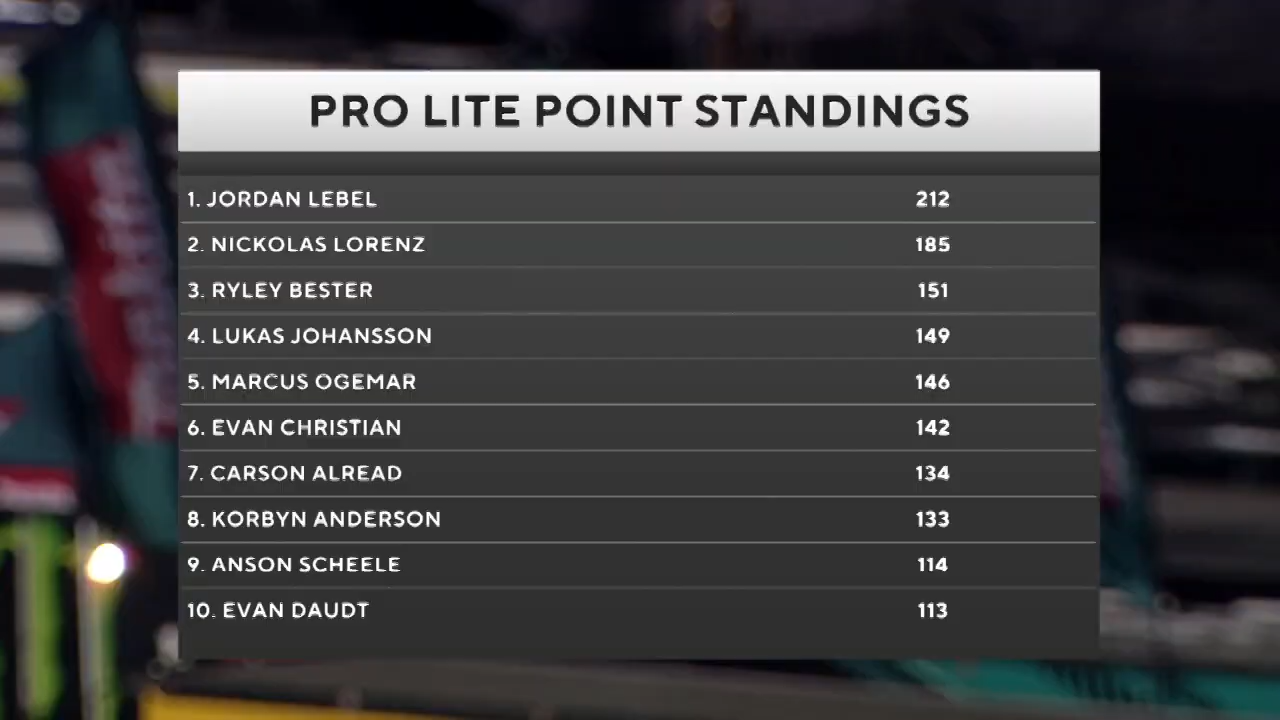 PRO LITE POINT STANDINGS
1. JORDAN LEBEL 212
2. NICKOLAS LORENZ 185
3. RYLEY BESTER 151
4. LUKAS JOHANSSON 149
5. MARCUS OGEMAR 146
6. EVAN CHRISTIAN 142
7. CARSON ALREAD 134
8. KORBYN ANDERSON 133
9. ANSON SCHEELE 114
10. EVAN DAUDT 113